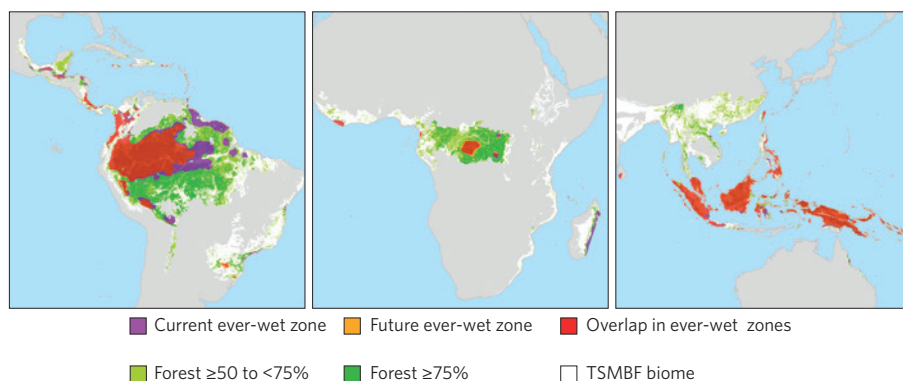 Current ever-wet zone Future ever-wet zone Overlap in ever-wet zones
Forest ≥50 to <75% Forest ≥75% TSMBF biome